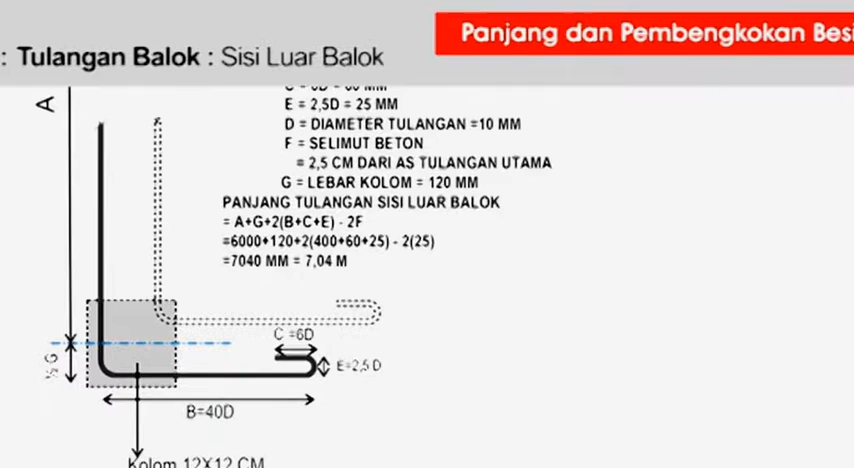 Panjang dan Pembengkokan Besi
: Tulangan Balok : Sisi Luar Balok
A
C = 6D = 60 MM
E = 2,5D = 25 MM
D = DIAMETER TULANGAN =10 MM
F = SELIMUT BETON
= 2,5 CM DARI AS TULANGAN UTAMA
G = LEBAR KOLOM = 120 MM
PANJANG TULANGAN SISI LUAR BALOK
= A+G+2(B+C+E) - 2F
=6000+120+2(400+60+25) - 2(25)
=7040 MM = 7,04 M
C =6D
E=2,5 D
½ G
B=40D
Kolom 12X12 CM